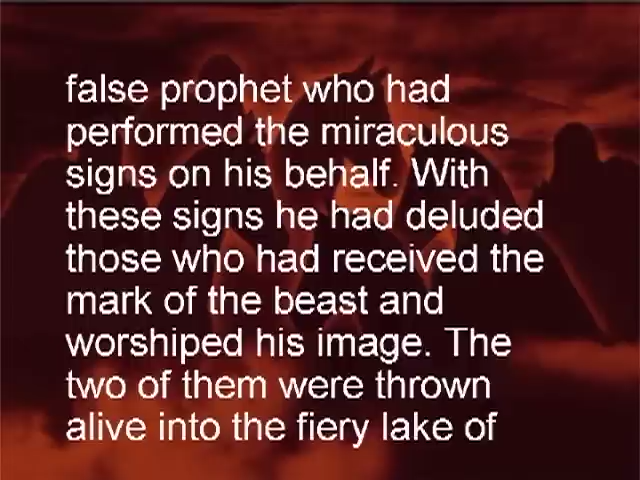 false prophet who had
performed the miraculous
signs on his behalf. With
these signs he had deluded
those who had received the
mark of the beast and
worshiped his image. The
two of them were thrown
alive into the fiery lake of